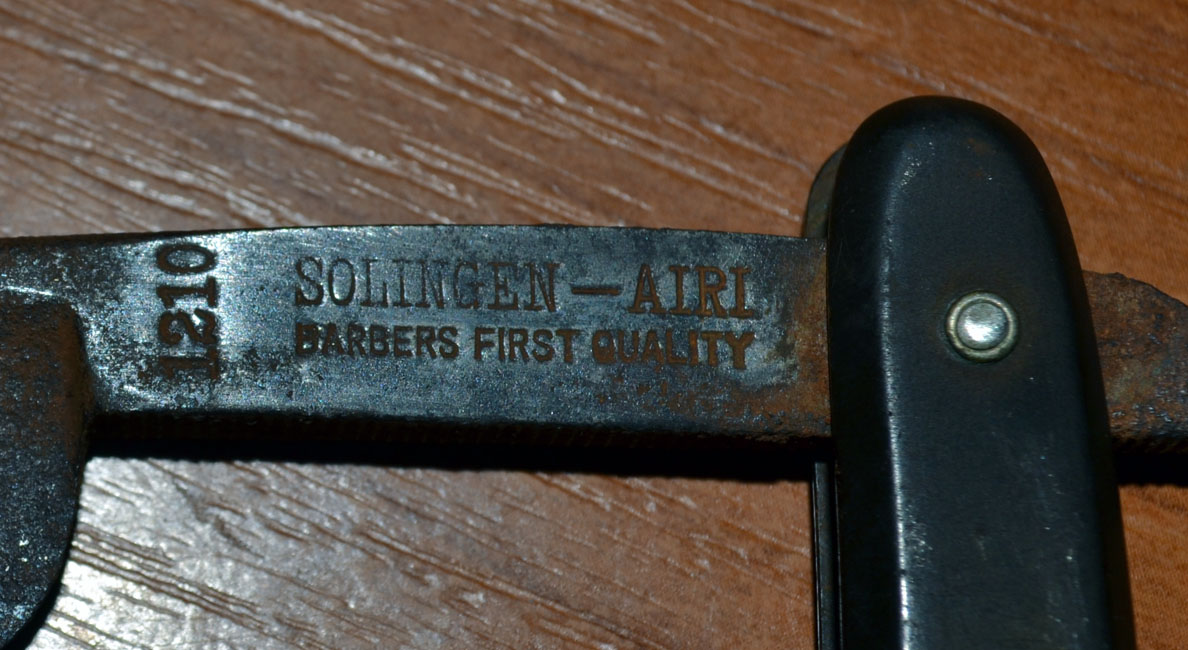 1210
SOLINGEN — AIRI
BARBERS FIRST QUALITY